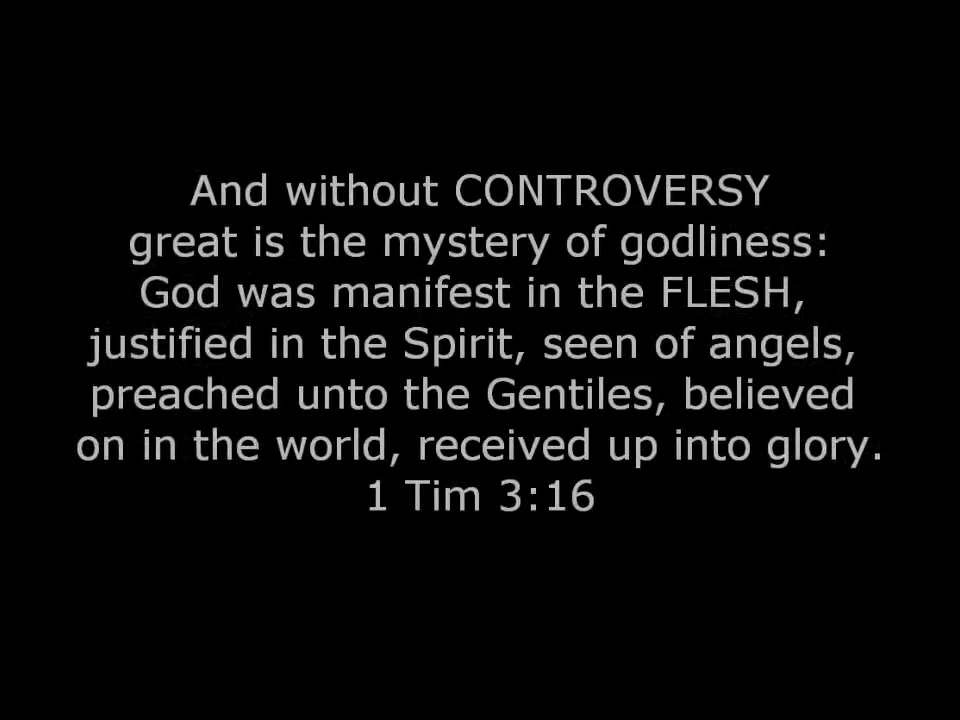 And without CONTROVERSY
great is the mystery of godliness:
God was manifest in the FLESH,
justified in the Spirit, seen of angels,
preached unto the Gentiles, believed
on in the world, received up into glory.
1 Tim 3:16